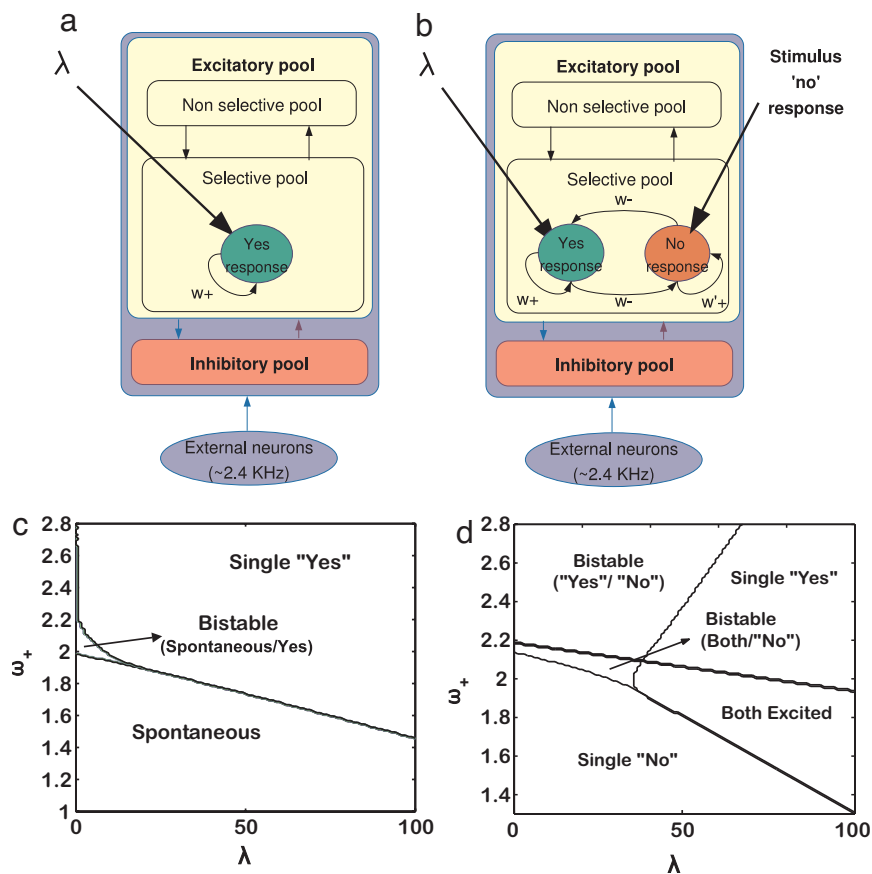 a
λ
Excitatory pool
Non selective pool
Selective pool
Yes
response
w+
Inhibitory pool
External neurons
(~2.4 KHz)
b
λ
Stimulus
'no'
response
Excitatory pool
Non selective pool
Selective pool
w-
Yes
response
No
response
w+
w-
w'+
Inhibitory pool
External neurons
(~2.4 KHz)
c
2.8
2.6
2.4
2.2
2
1.8
1.6
1.4
1.2
1
ω+
Single "Yes"
Bistable
(Spontaneous/Yes)
Spontaneous
0
50
100
λ
d
2.8
2.6
2.4
2.2
2
1.8
1.6
1.4
ω+
Bistable
("Yes"/ "No")
Single "Yes"
Bistable
(Both/"No")
Both Excited
Single "No"
0
50
100
λ